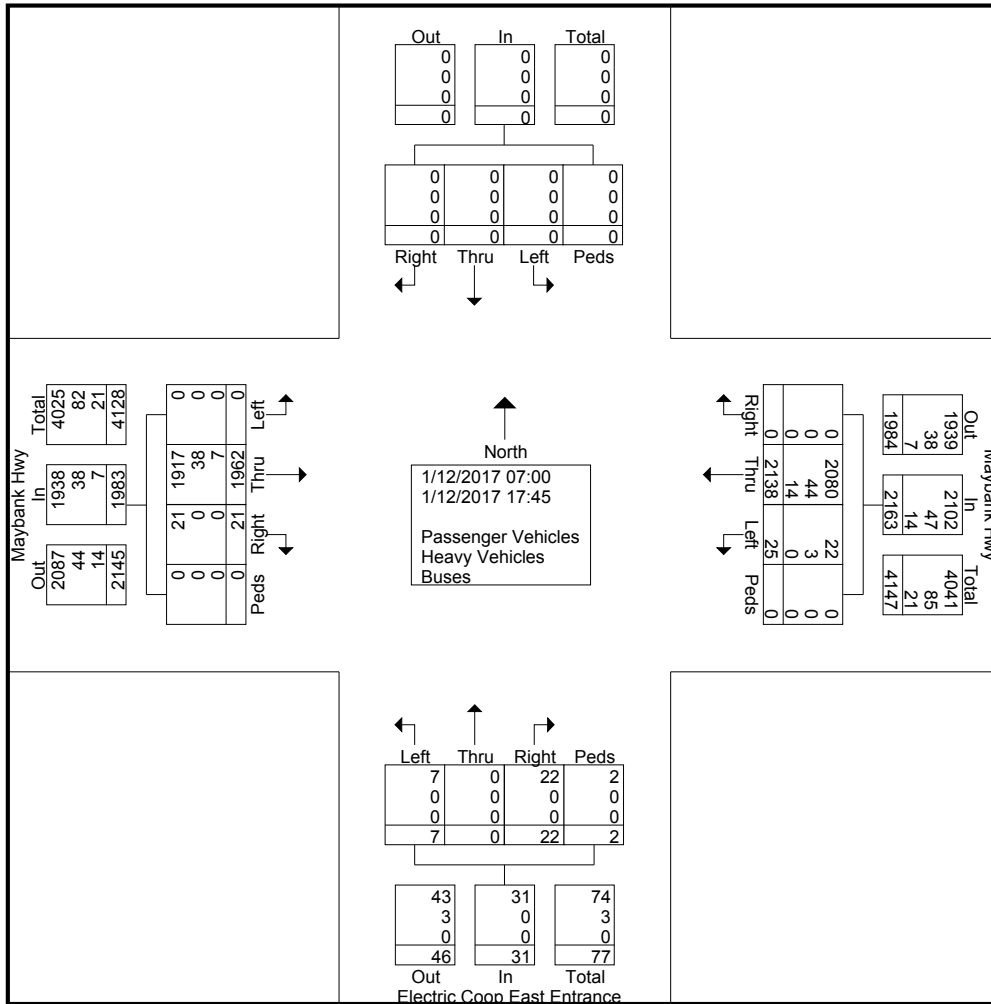 Out In Total
0 0 0
0 0 0
0 0 0
0 0 0
0 0 0 0
0 0 0 0
0 0 0 0
0 0 0 0
Right Thru Left Peds
Maybank Hwy
Total In Out
4025 1938 2087
82 38 44
21 7 14
4128 1983 2145
0 1917 21 0
0 38 0 0
0 7 0 0
0 1962 21 0
Left Thru Right Peds
North
1/12/2017 07:00
1/12/2017 17:45
Passenger Vehicles
Heavy Vehicles
Buses
Right Thru Left Peds
0 2138 25 0
0 14 0 0
0 44 3 0
0 2080 22 0
1984 2163 4147
7 14 21
38 47 85
1939 2102 4041
Out In Total
Maybank Hwy
Left Thru Right Peds
7 0 22 2
0 0 0 0
0 0 0 0
7 0 22 2
43 31 74
3 0 3
0 0 0
46 31 77
Out In Total
Electric Coop East Entrance